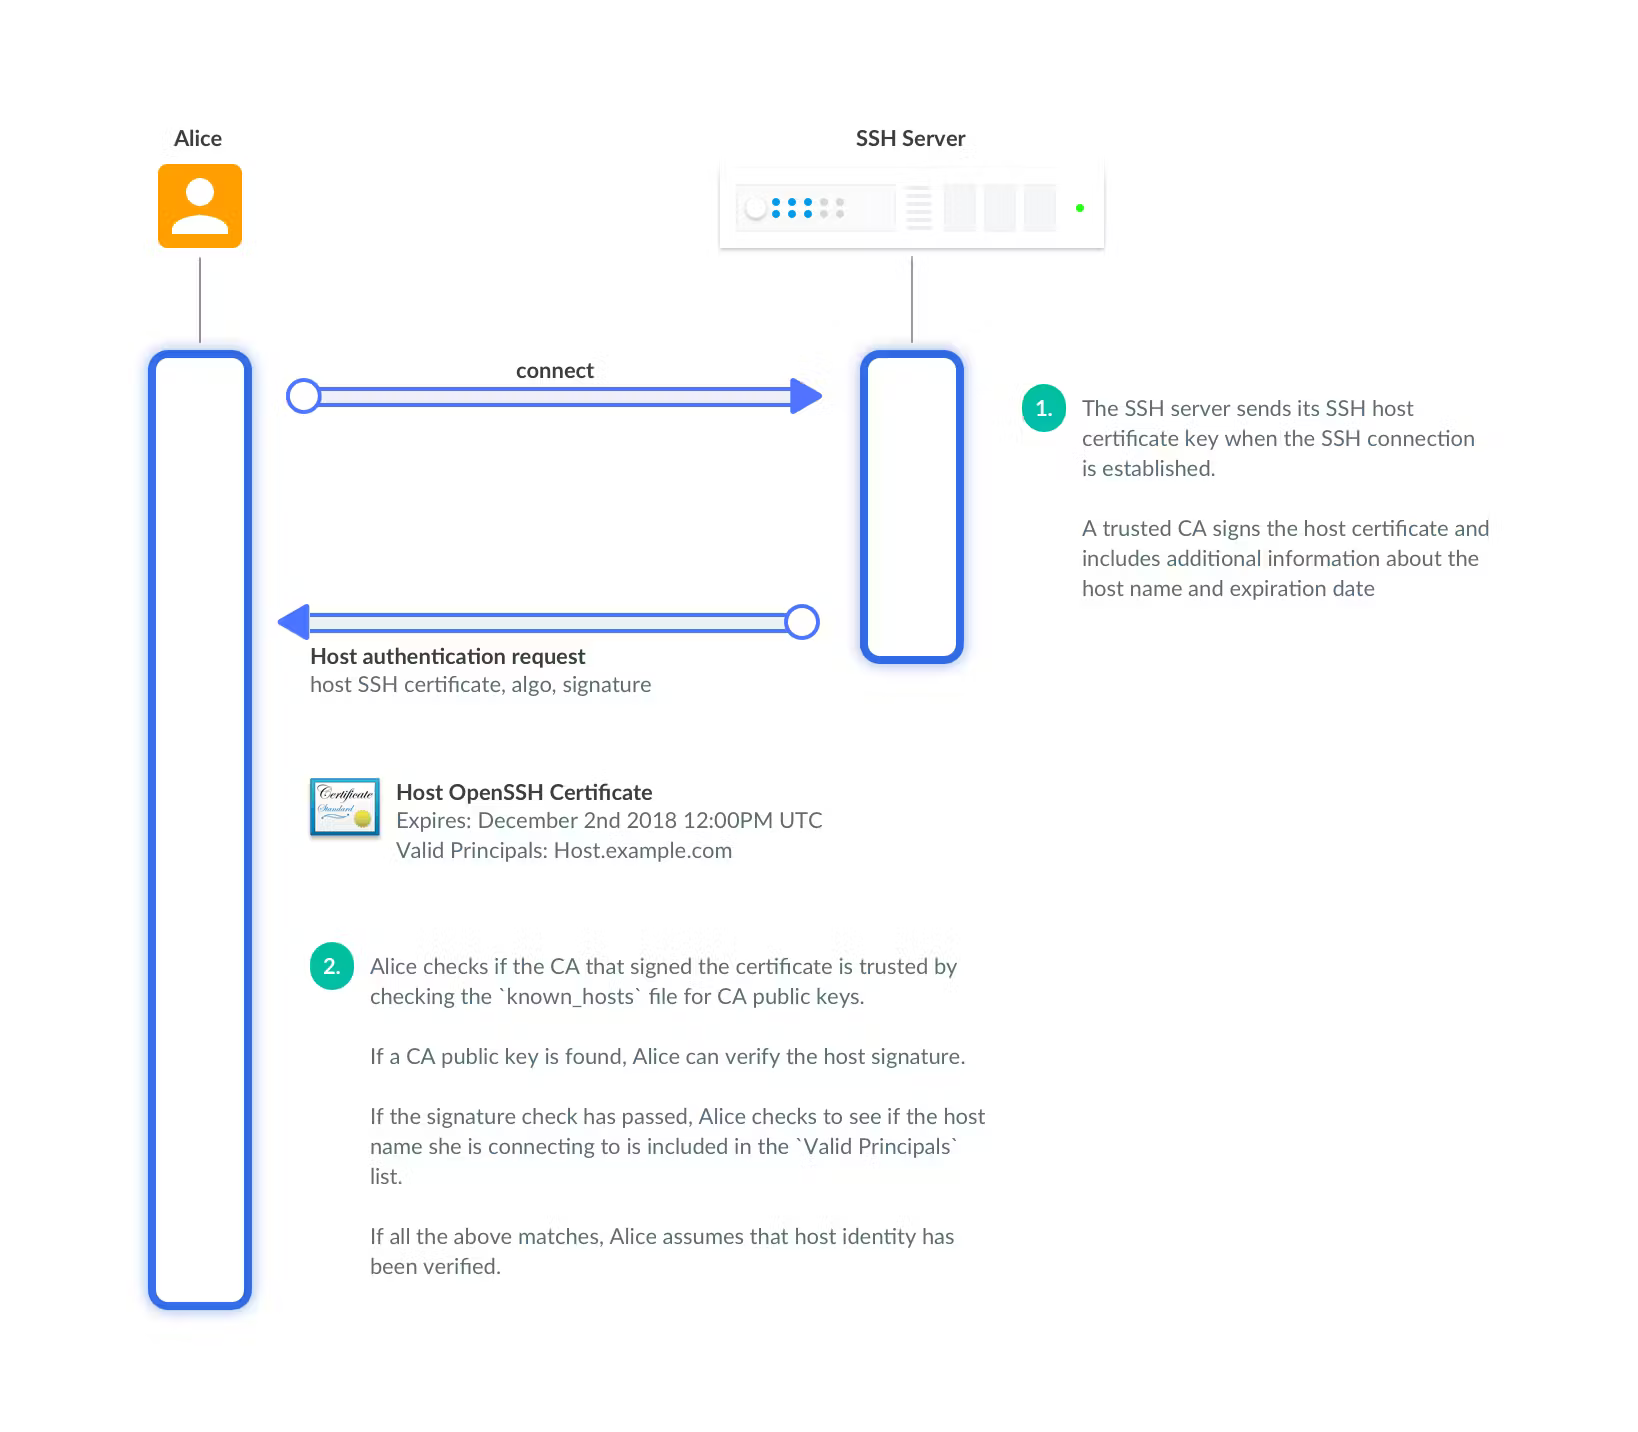 Alice
SSH Server
connect
1.
The SSH server sends its SSH host
certificate key when the SSH connection
is established.
A trusted CA signs the host certificate and
includes additional information about the
host name and expiration date
Host authentication request
host SSH certificate, algo, signature
Certificate
Standard
Host OpenSSH Certificate
Expires: December 2nd 2018 12:00PM UTC
Valid Principals: Host.example.com
2.
Alice checks if the CA that signed the certificate is trusted by
checking the `known_hosts` file for CA public keys.
If a CA public key is found, Alice can verify the host signature.
If the signature check has passed, Alice checks to see if the host
name she is connecting to is included in the `Valid Principals`
list.
If all the above matches, Alice assumes that host identity has
been verified.